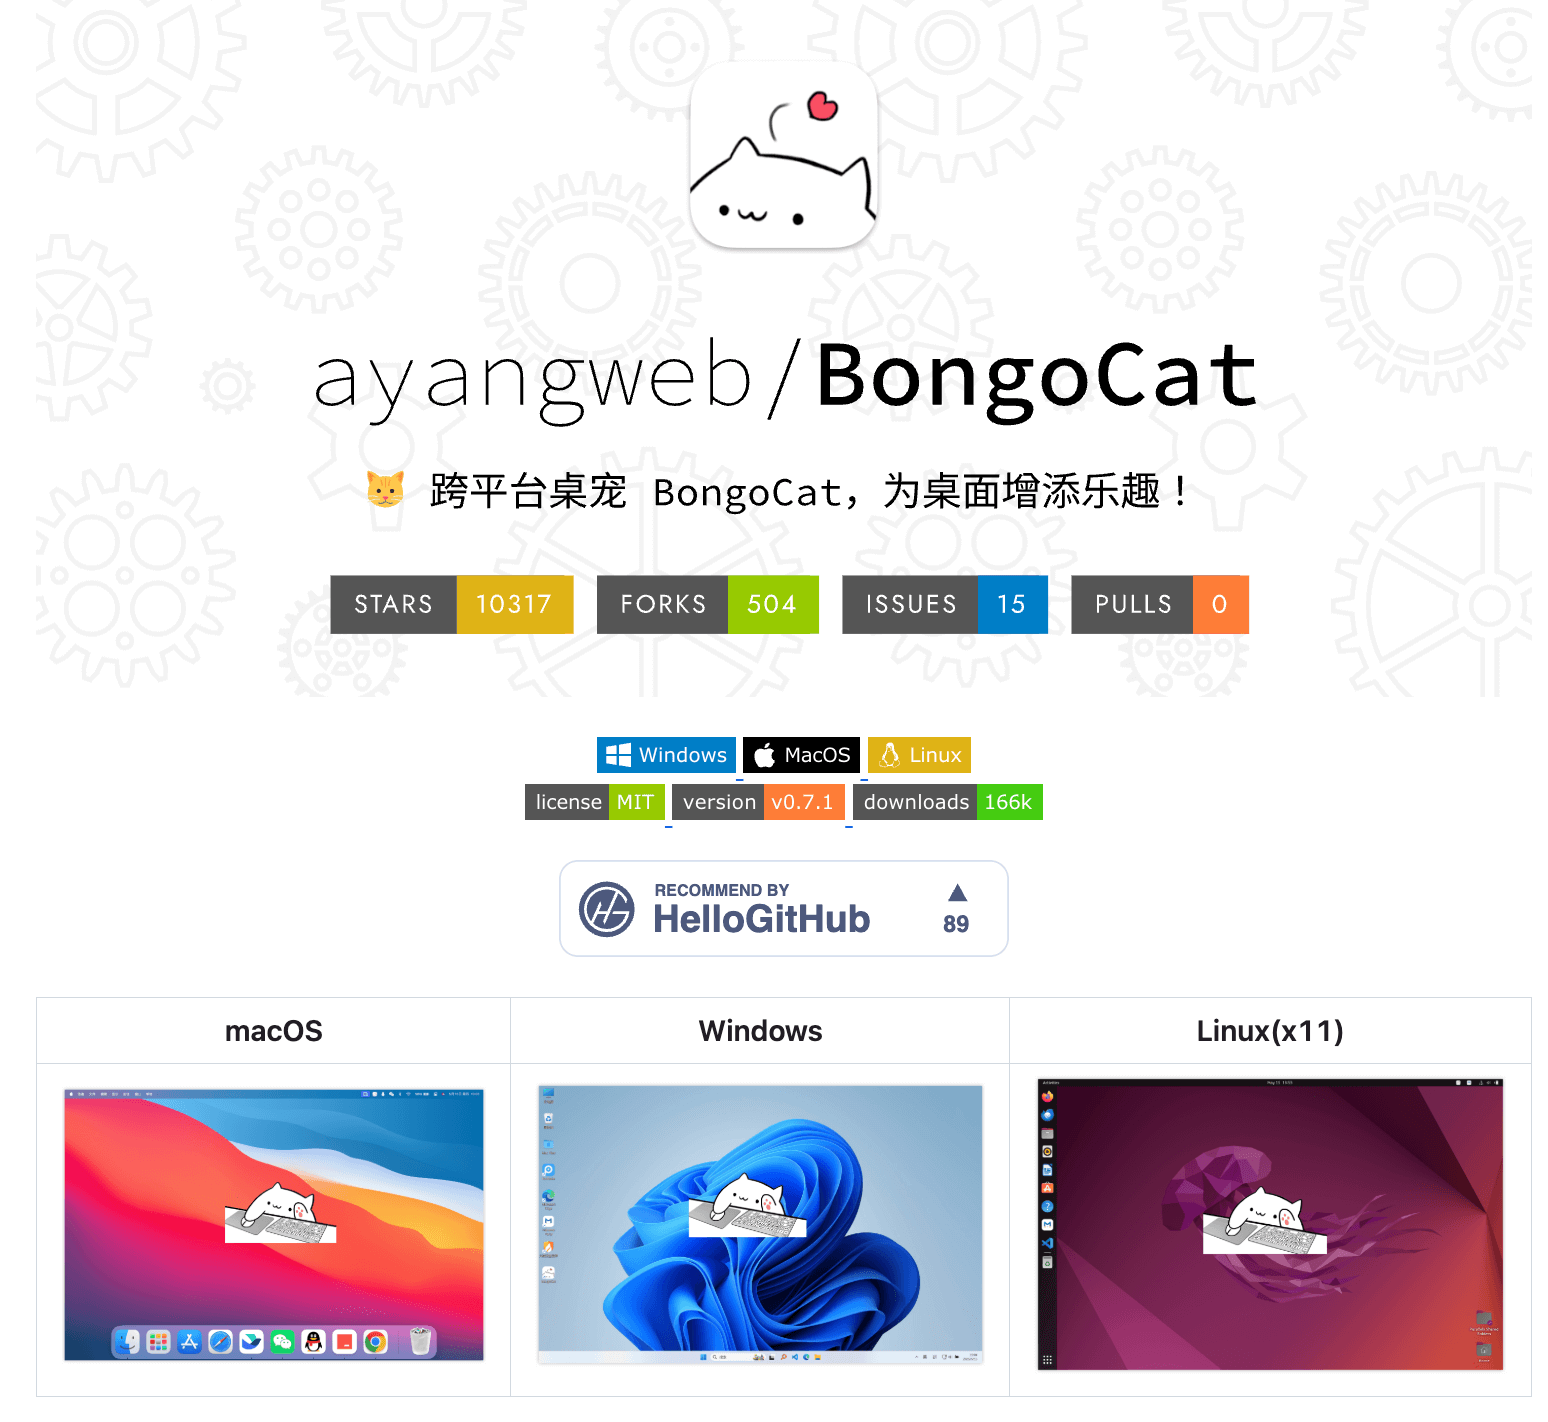 ayangweb/BongoCat
🐱 跨平台桌宠 BongoCat，为桌面增添乐趣！
STARS 10317 FORKS 504 ISSUES 15 PULLS 0
Windows MacOS Linux
license MIT version v0.7.1 downloads 166k
RECOMMEND BY
HelloGitHub
89
macOS Windows Linux(x11)